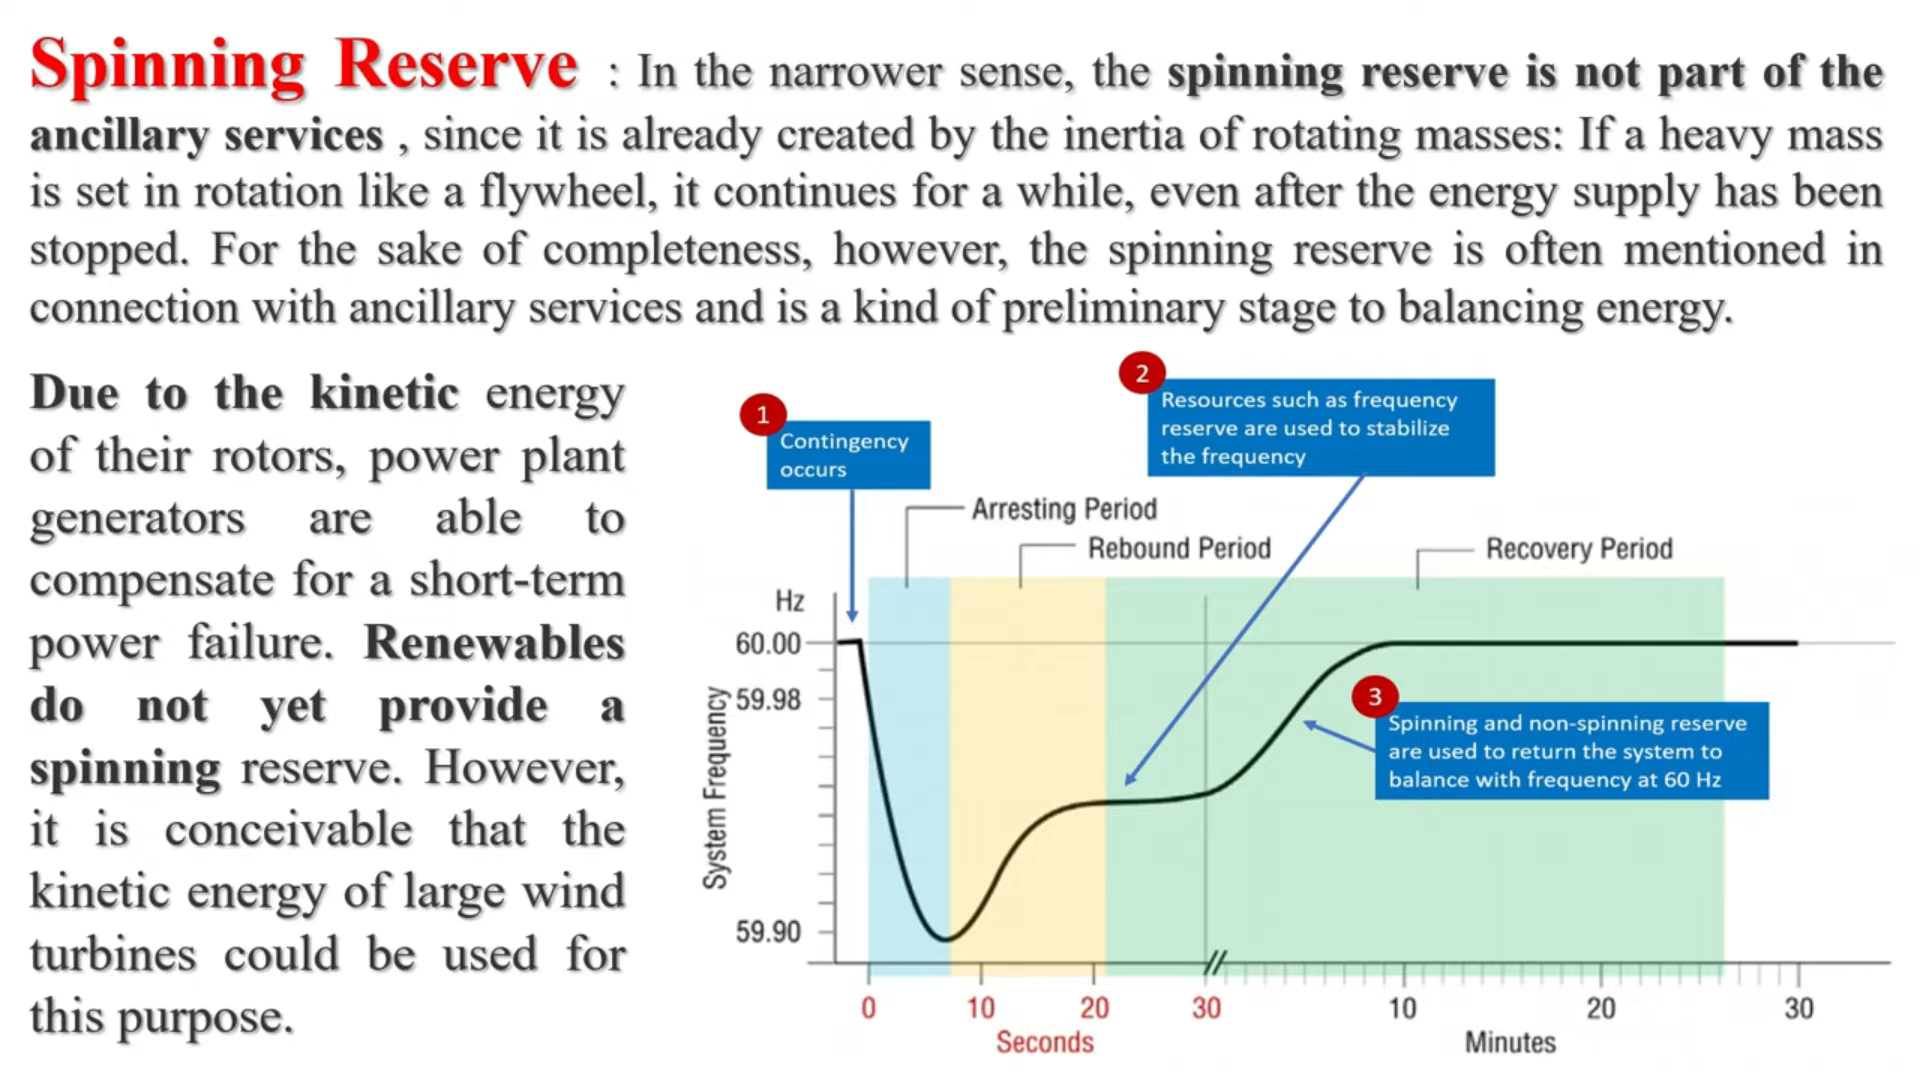 Spinning Reserve : In the narrower sense, the spinning reserve is not part of the
ancillary services , since it is already created by the inertia of rotating masses: If a heavy mass
is set in rotation like a flywheel, it continues for a while, even after the energy supply has been
stopped. For the sake of completeness, however, the spinning reserve is often mentioned in
connection with ancillary services and is a kind of preliminary stage to balancing energy.
Due to the kinetic energy
of their rotors, power plant
generators are able to
compensate for a short-term
power failure. Renewables
do not yet provide a
spinning reserve. However,
it is conceivable that the
kinetic energy of large wind
turbines could be used for
this purpose.
1
Contingency
occurs
2
Resources such as frequency
reserve are used to stabilize
the frequency
Arresting Period
Rebound Period
Recovery Period
Hz
60.00
59.98
59.90
System Frequency
3
Spinning and non-spinning reserve
are used to return the system to
balance with frequency at 60 Hz
0 10 20 30 10 20 30
Seconds Minutes